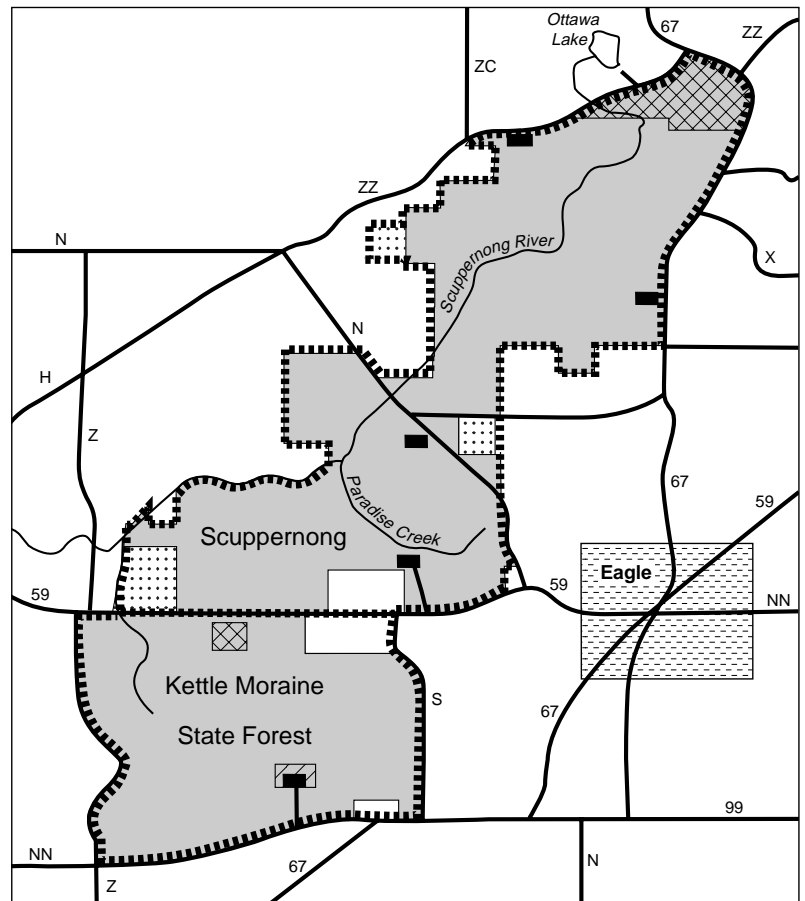 Ottawa
Lake
67
ZZ
ZC
ZZ
N
X
Scuppernong River
N
H
Z
67
59
Paradise Creek
Scuppernong
Eagle
59
59
NN
Kettle Moraine
S
67
State Forest
99
NN
67
N
Z